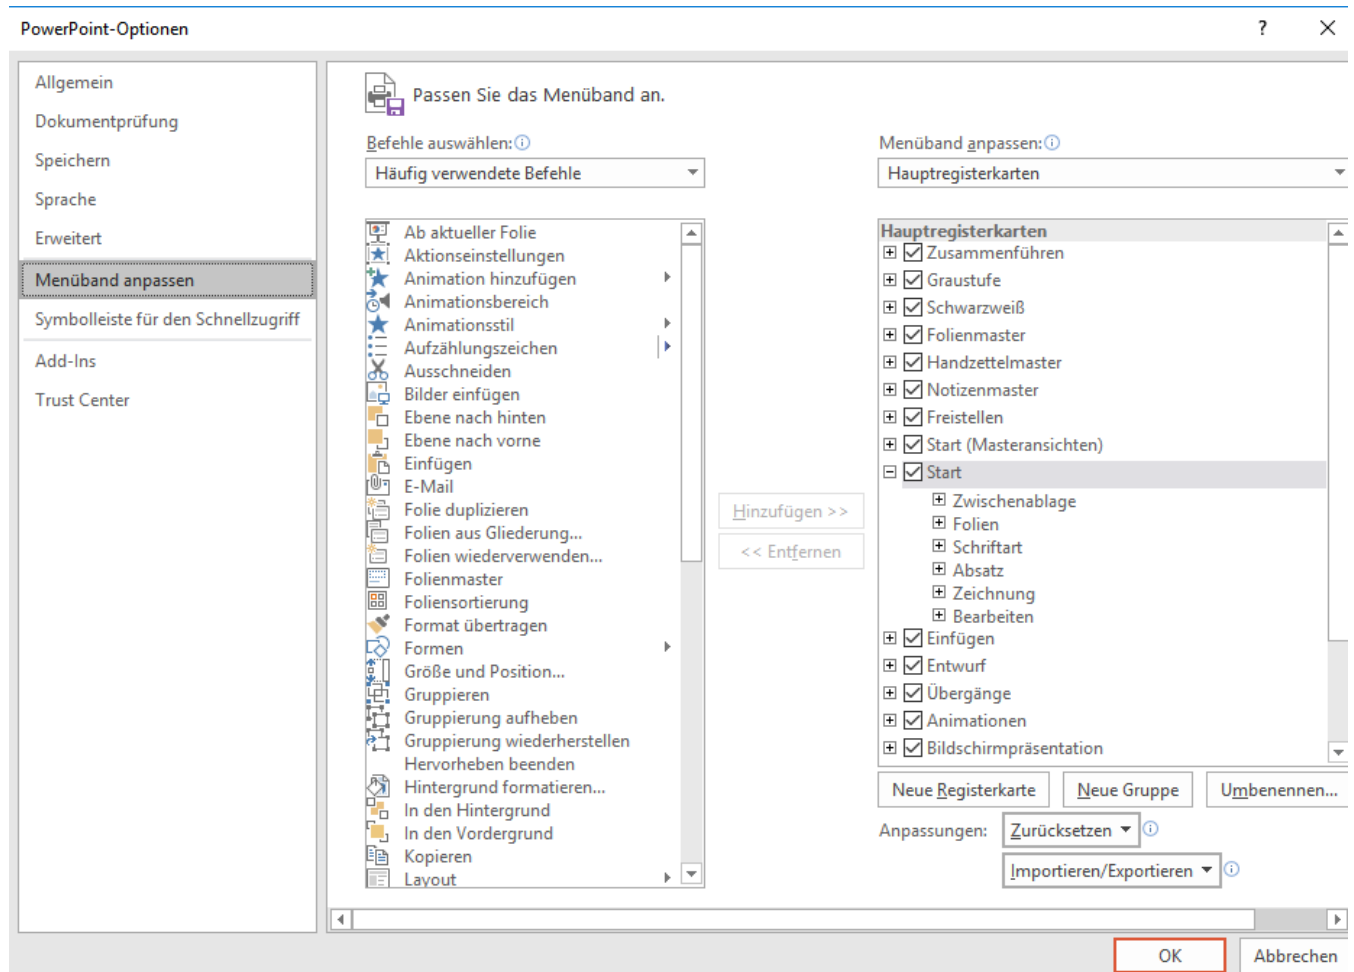 PowerPoint-Optionen
?
Allgemein
Dokumentprüfung
Speichern
Sprache
Erweitert
Menüband anpassen
Symbolleiste für den Schnellzugriff
Add-Ins
Trust Center
Passen Sie das Menüband an.
Befehle auswählen:
Häufig verwendete Befehle
Ab aktueller Folie
Aktionseinstellungen
Animation hinzufügen
Animationsbereich
Animationsstil
Aufzählungszeichen
Ausschneiden
Bilder einfügen
Ebene nach hinten
Ebene nach vorne
Einfügen
E-Mail
Folie duplizieren
Folien aus Gliederung...
Folien wiederverwenden...
Folienmaster
Foliensortierung
Format übertragen
Formen
Größe und Position...
Gruppieren
Gruppierung aufheben
Gruppierung wiederherstellen
Hervorheben beenden
Hintergrund formatieren...
In den Hintergrund
In den Vordergrund
Kopieren
Layout
Hinzufügen >>
<< Entfernen
Menüband anpassen:
Hauptregisterkarten
Hauptregisterkarten
Zusammenführen
Graustufe
Schwarzweiß
Folienmaster
Handzettelmaster
Notizenmaster
Freistellen
Start (Masteransichten)
Start
Zwischenablage
Folien
Schriftart
Absatz
Zeichnung
Bearbeiten
Einfügen
Entwurf
Übergänge
Animationen
Bildschirmpräsentation
Neue Registerkarte
Neue Gruppe
Umbenennen...
Anpassungen:
Zurücksetzen
Importieren/Exportieren
OK
Abbrechen